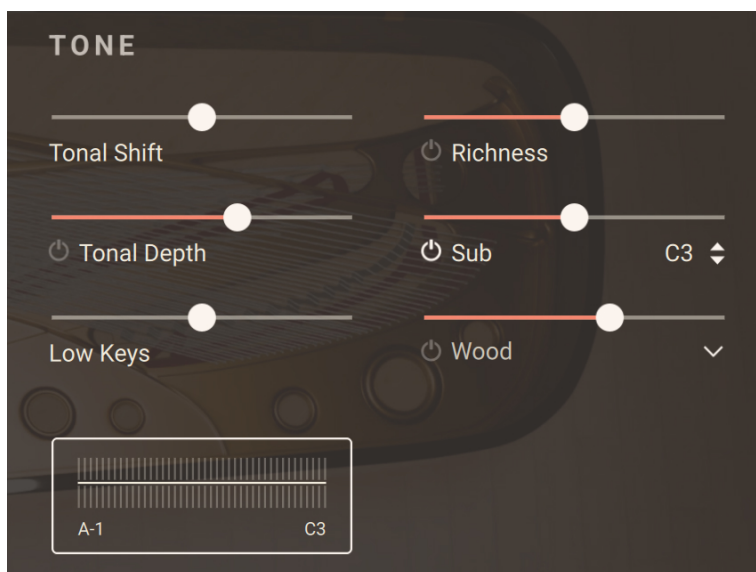 TONE
Tonal Shift
Richness
Tonal Depth
Sub C3
Low Keys
Wood
A-1 C3